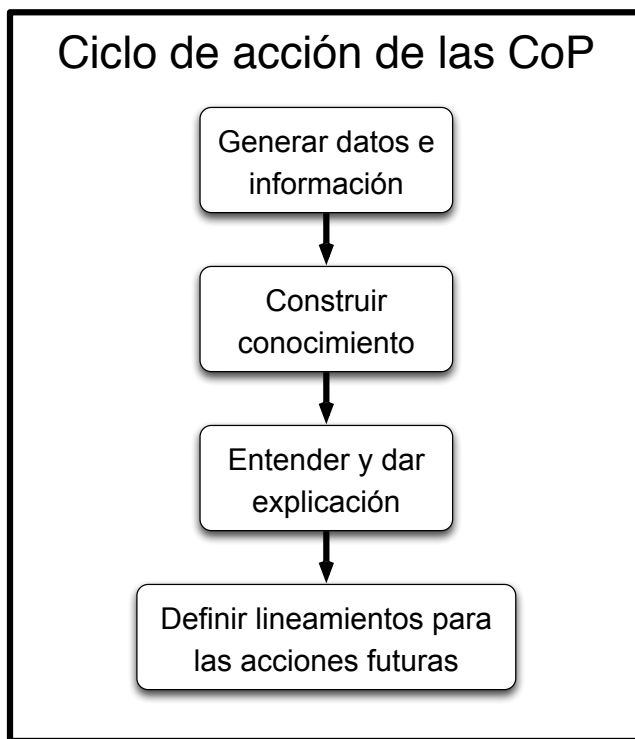 Ciclo de acción de las CoP
Generar datos e
información
Construir
conocimiento
Entender y dar
explicación
Definir lineamientos para
las acciones futuras